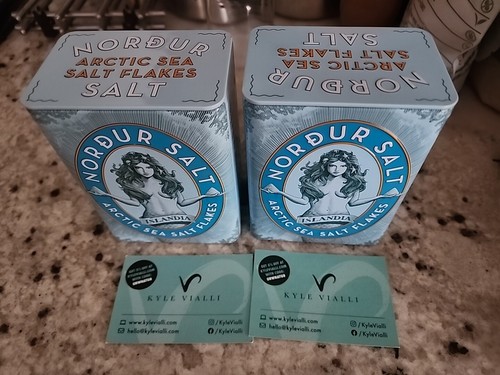 NORÐUR
ARCTIC SEA
SALT FLAKES
SALT
NORÐUR
ARCTIC SEA
SALT FLAKES
SALT
NORÐUR SALT
ISLANDIA
ARCTIC SEA SALT FLAKES
NORÐUR SALT
ISLANDIA
ARCTIC SEA SALT FLAKES
KYLE VIALLI
www.kylevialli.com
hello@kylevialli.com
/KyleVialli
/KyleVialli
KYLE VIALLI
www.kylevialli.com
hello@kylevialli.com
/KyleVialli
/KyleVialli